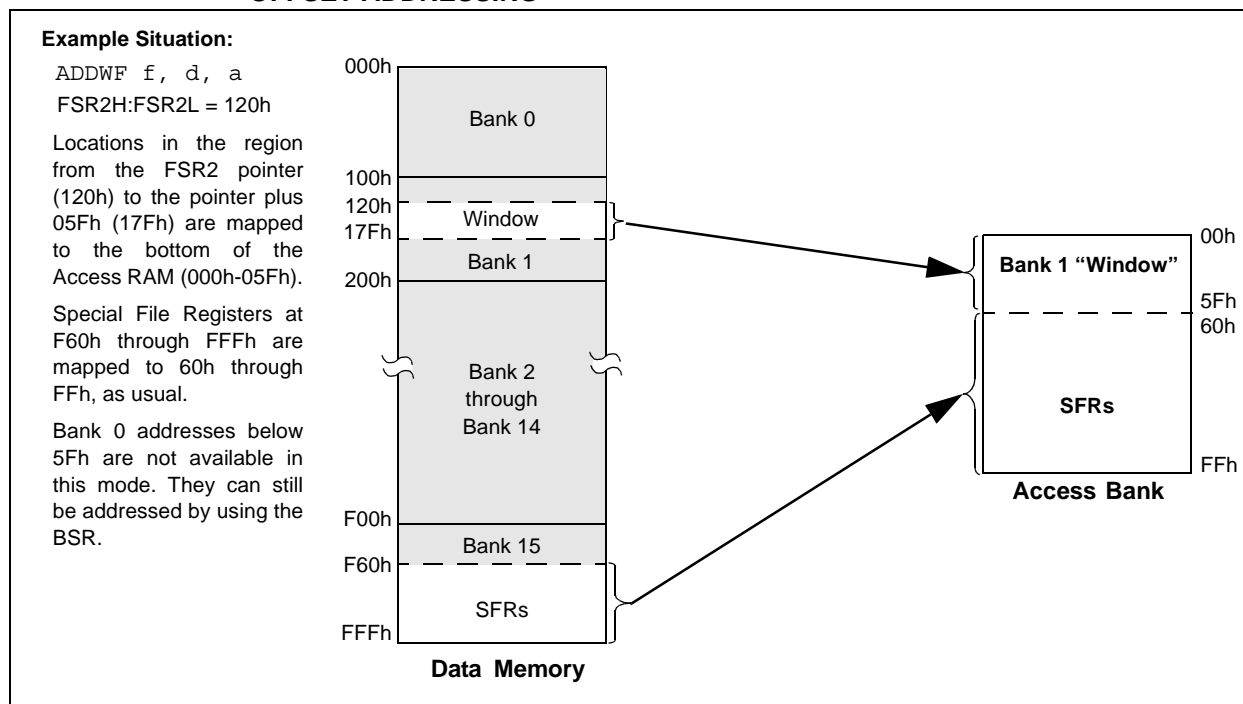 OFFSET ADDRESSING
Example Situation:
ADDWF f, d, a
FSR2H:FSR2L = 120h
Locations in the region
from the FSR2 pointer
(120h) to the pointer plus
05Fh (17Fh) are mapped
to the bottom of the
Access RAM (000h-05Fh).
Special File Registers at
F60h through FFFh are
mapped to 60h through
FFh, as usual.
Bank 0 addresses below
5Fh are not available in
this mode. They can still
be addressed by using the
BSR.
000h
Bank 0
100h
120h
Window
17Fh
Bank 1
200h
Bank 2
through
Bank 14
F00h
Bank 15
F60h
SFRs
FFFh
Data Memory
00h
Bank 1 “Window”
5Fh
60h
SFRs
FFh
Access Bank